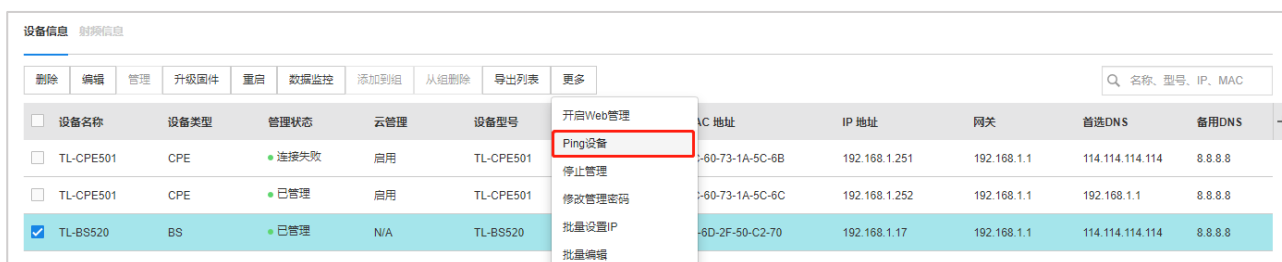 设备信息 射频信息
删除 编辑 管理 升级固件 重启 数据监控 添加到组 从组删除 导出列表 更多 名称、型号、IP、MAC
设备名称 设备类型 管理状态 云管理 设备型号 开启Web管理 AC 地址 IP 地址 网关 首选DNS 备用DNS
Ping设备
TL-CPE501 CPE 连接失败 启用 TL-CPE501 -60-73-1A-5C-6B 192.168.1.251 192.168.1.1 114.114.114.114 8.8.8.8
停止管理
TL-CPE501 CPE 已管理 启用 TL-CPE501 修改管理密码 -60-73-1A-5C-6C 192.168.1.252 192.168.1.1 192.168.1.1 8.8.8.8
批量设置IP
TL-BS520 BS 已管理 N/A TL-BS520 -6D-2F-50-C2-70 192.168.1.17 192.168.1.1 114.114.114.114 8.8.8.8
批量编辑